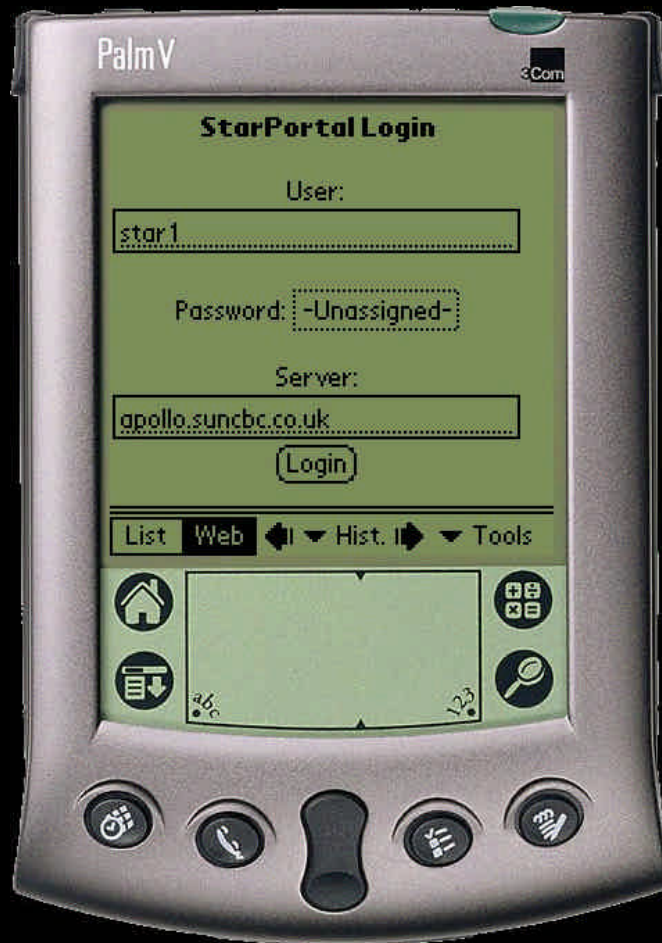 PalmV
3Com
StarPortal Login
User:
star1
Password: -Unassigned-
Server:
apollo.suncbc.co.uk
Login
List Web Hist. Tools
abc 123